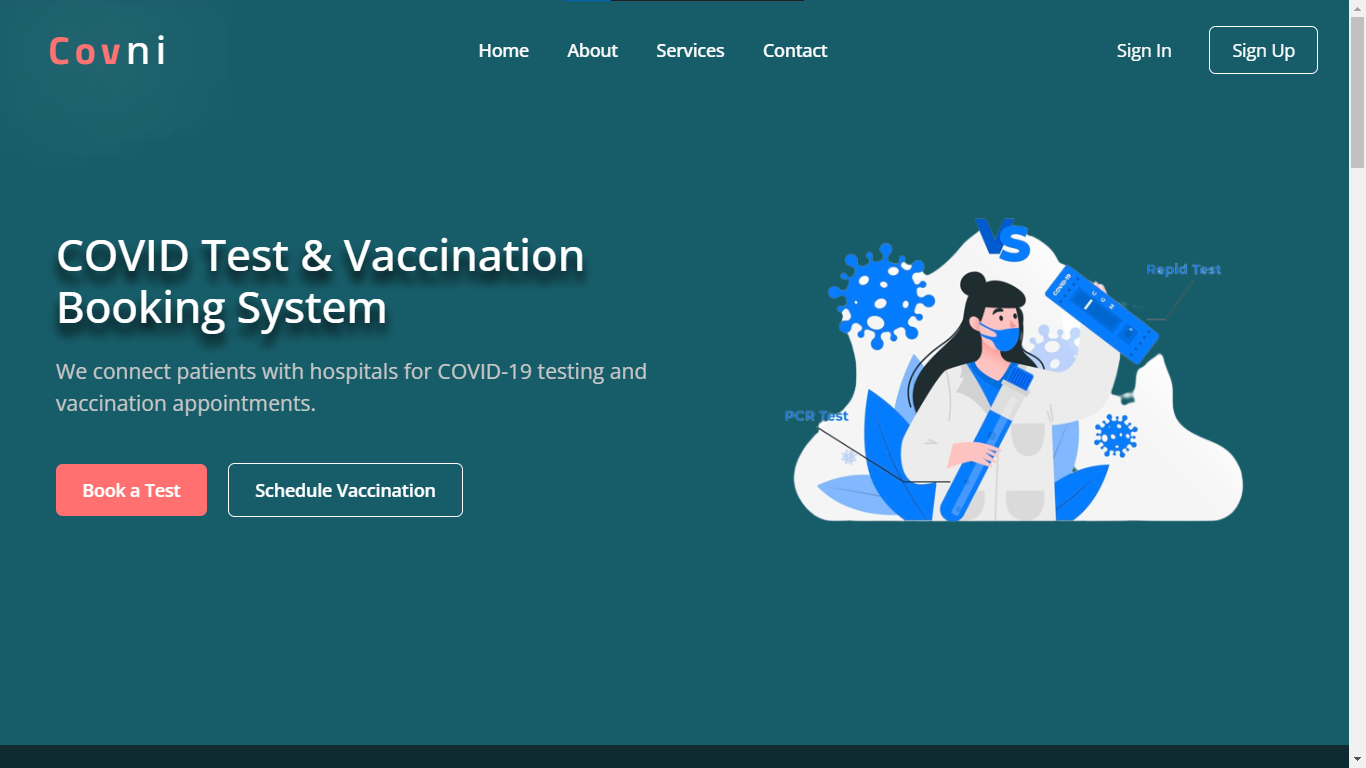 Covni
Home
About
Services
Contact
Sign In
Sign Up
COVID Test & Vaccination
Booking System
We connect patients with hospitals for COVID-19 testing and
vaccination appointments.
Book a Test
Schedule Vaccination
VS
Repid Test
COVID-19
PCR Test